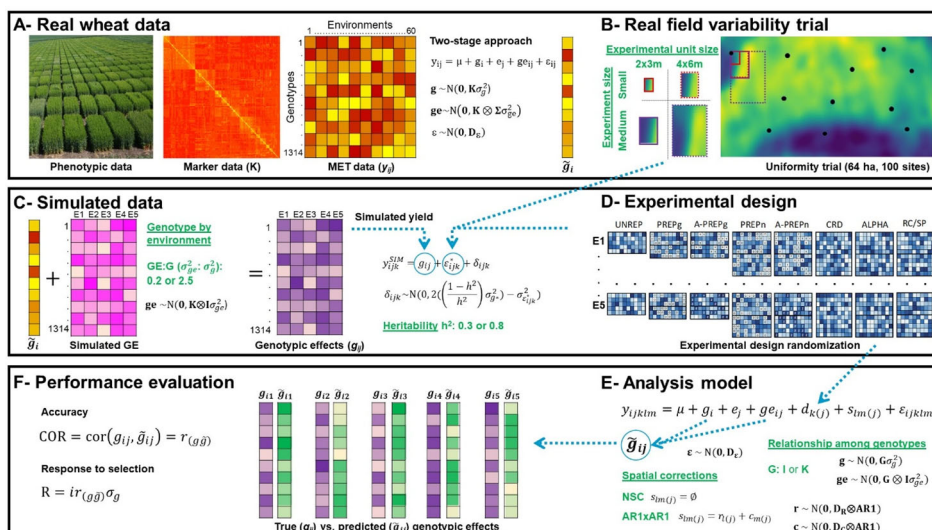 A- Real wheat data
Phenotypic data
Marker data (K)
Environments
1 60
Genotypes
1
1314
MET data (y_ij)
Two-stage approach
y_ij = μ + g_i + e_j + ge_ij + ε_ij
g ~N(0, Kσ²_g)
ge~N(0, K ⊗ Σσ²_ge)
ε ~N(0, D_ε)
g̃_i
B- Real field variability trial
Experimental unit size
2x3m 4x6m
Experiment size
Small
Medium
Uniformity trial (64 ha, 100 sites)
C- Simulated data
E1 E2 E3 E4 E5
1
1314
g̃_i
+
Simulated GE
Genotype by
environment
GE:G (σ²_ge: σ²_g):
0.2 or 2.5
ge ~N(0, K⊗Iσ²_ge)
=
E1 E2 E3 E4 E5
1
1314
Genotypic effects (g_ij)
Simulated yield
y^SIM_ijk = g_ij + ε*_ijk + δ_ijk
Heritability h²: 0.3 or 0.8
D- Experimental design
UNREP PREPg A-PREPg PREPn A-PREPn CRD ALPHA RC/SP
E1
E5
Experimental design randomization
E- Analysis model
y_ijklm = μ + g_i + e_j + ge_ij + d_k(j) + s_lm(j) + ε_ijklm
g̃_ij
ε ~ N(0, D_ε)
Spatial corrections
NSC s_lm(j) = ∅
AR1xAR1 s_lm(j) = r_l(j) + c_m(j)
Relationship among genotypes
G: I or K
g ~ N(0, Gσ²_g)
ge ~ N(0, G ⊗ Iσ²_ge)
r ~ N(0, D_R⊗AR1)
c ~ N(0, D_C⊗AR1)
F- Performance evaluation
Accuracy
COR = cor(g_ij, g̃_ij) = r_(gg̃)
Response to selection
R = ir_(gg̃)σ_g
g_i1 g̃_i1 g_i2 g̃_i2 g_i3 g̃_i3 g_i4 g̃_i4 g_i5 g̃_i5
True (g_ij) vs. predicted (g̃_ij) genotypic effects